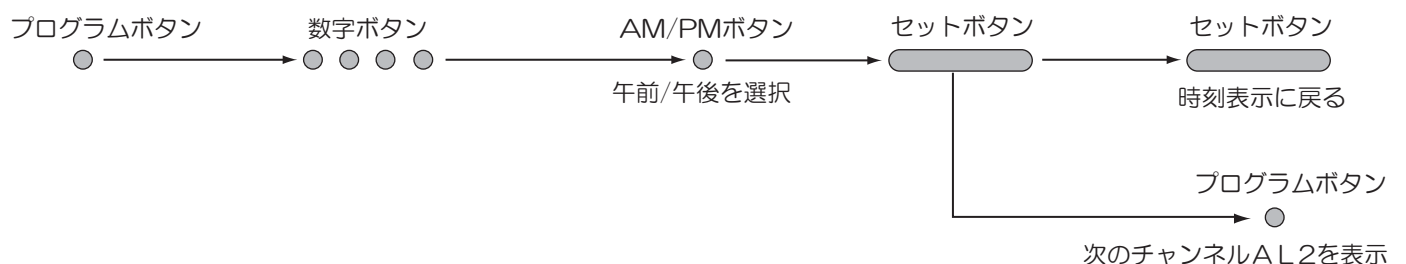 プログラムボタン
数字ボタン
AM/PMボタン
セットボタン
セットボタン
午前/午後を選択
時刻表示に戻る
プログラムボタン
次のチャンネルAL2を表示